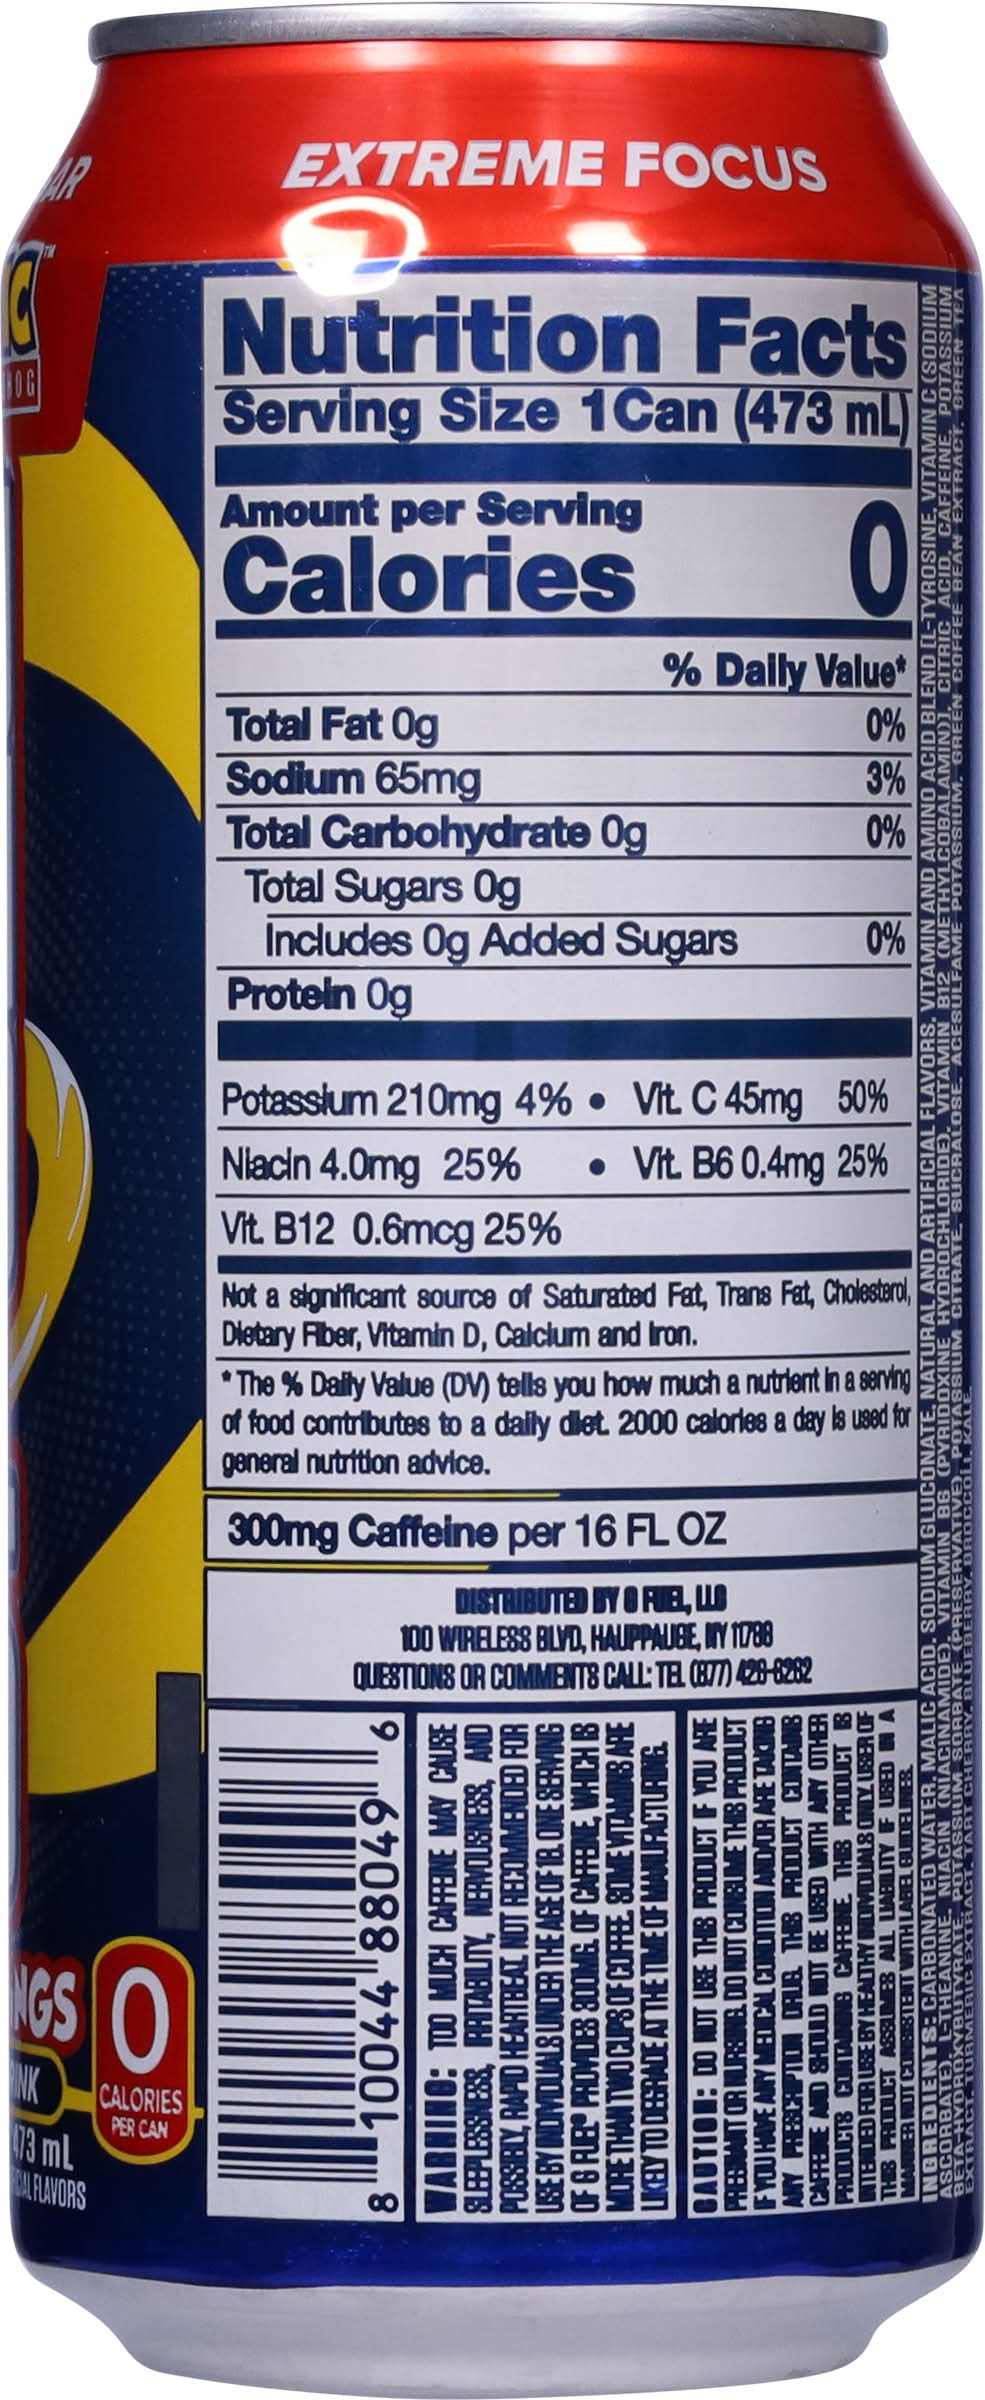 EXTREME FOCUS
AR
C™
HOG
Nutrition Facts
Serving Size 1Can (473 mL)
Amount per Serving
Calories 0
% Daily Value*
Total Fat 0g 0%
Sodium 65mg 3%
Total Carbohydrate 0g 0%
Total Sugars 0g
Includes 0g Added Sugars 0%
Protein 0g
Potassium 210mg 4% • Vit. C 45mg 50%
Niacin 4.0mg 25% • Vit. B6 0.4mg 25%
Vit. B12 0.6mcg 25%
Not a significant source of Saturated Fat, Trans Fat, Cholesterol,
Dietary Fiber, Vitamin D, Calcium and Iron.
* The % Daily Value (DV) tells you how much a nutrient in a serving
of food contributes to a daily diet. 2000 calories a day is used for
general nutrition advice.
300mg Caffeine per 16 FL OZ
DISTRIBUTED BY G FUEL, LLC
100 WIRELESS BLVD, HAUPPAUGE, NY 11788
QUESTIONS OR COMMENTS CALL: TEL (877) 426-6262
8 10044 88049 6
WARNING: TOO MUCH CAFFEINE MAY CAUSE
SLEEPLESSNESS, IRRITABILITY, NERVOUSNESS, AND
POSSIBLY, RAPID HEARTBEAT. NOT RECOMMENDED FOR
USE BY INDIVIDUALS UNDER THE AGE OF 18. ONE SERVING
OF G FUEL® PROVIDES 300MG. OF CAFFEINE, WHICH IS
MORE THAN TWO CUPS OF COFFEE. SOME VITAMINS ARE
LIKELY TO DEGRADE AT THE TIME OF MANUFACTURING.
CAUTION: DO NOT USE THIS PRODUCT IF YOU ARE
PREGNANT OR NURSING. DO NOT CONSUME THIS PRODUCT
IF YOU HAVE ANY MEDICAL CONDITION AND/OR ARE TAKING
ANY PRESCRIPTION DRUG. THIS PRODUCT CONTAINS
CAFFEINE AND SHOULD NOT BE USED WITH ANY OTHER
PRODUCTS CONTAINING CAFFEINE. THIS PRODUCT IS
INTENDED FOR USE BY HEALTHY INDIVIDUALS ONLY. USER OF
THIS PRODUCT ASSUMES ALL LIABILITY IF USED IN A
MANNER INCONSISTENT WITH LABEL GUIDELINES.
INGREDIENTS: CARBONATED WATER, MALIC ACID, SODIUM GLUCONATE, NATURAL AND ARTIFICIAL FLAVORS, VITAMIN AND AMINO ACID BLEND [L-TYROSINE, VITAMIN C (SODIUM
ASCORBATE), L-THEANINE, NIACIN (NIACINAMIDE), VITAMIN B6 (PYRIDOXINE HYDROCHLORIDE), VITAMIN B12 (METHYLCOBALAMIN)], CITRIC ACID, CAFFEINE, POTASSIUM
BETA-HYDROXYBUTYRATE, POTASSIUM SORBATE (PRESERVATIVE), POTASSIUM CITRATE, SUCRALOSE, ACESULFAME POTASSIUM, GREEN COFFEE BEAN EXTRACT, GREEN TEA
EXTRACT, TURMERIC EXTRACT, TART CHERRY, BLUEBERRY, BROCCOLI, KALE.
NGS
INK
473 mL
CIAL FLAVORS
0
CALORIES
PER CAN